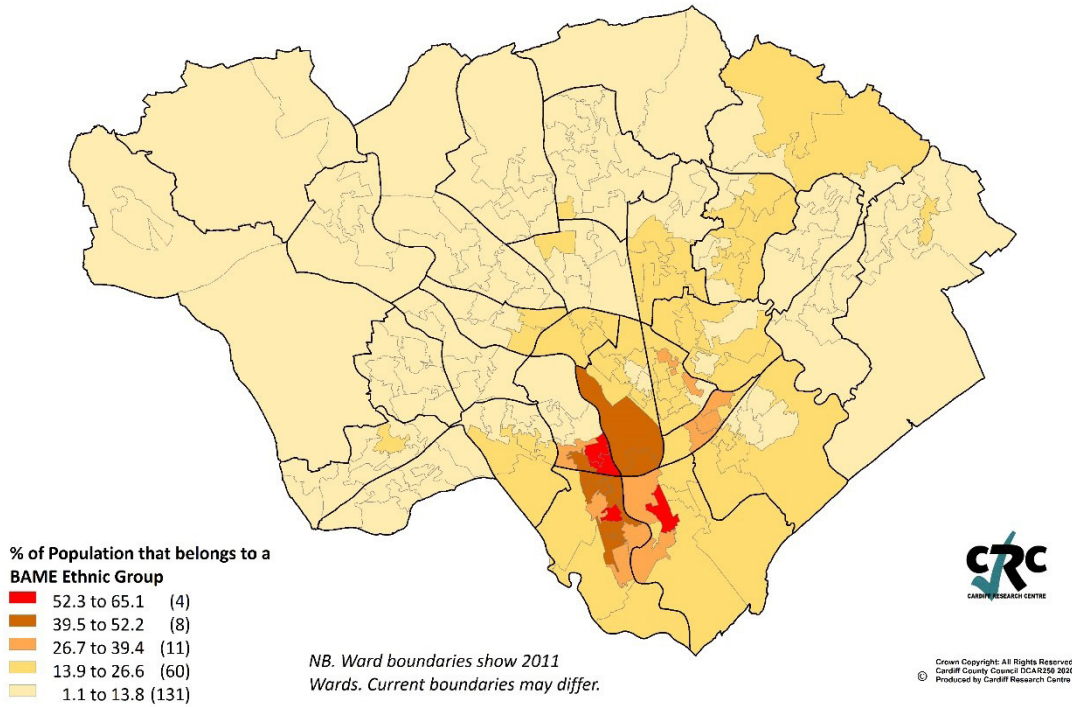 % of Population that belongs to a
BAME Ethnic Group
52.3 to 65.1 (4)
39.5 to 52.2 (8)
26.7 to 39.4 (11)
13.9 to 26.6 (60)
1.1 to 13.8 (131)
NB. Ward boundaries show 2011
Wards. Current boundaries may differ.
CRC
CARDIFF RESEARCH CENTRE
Crown Copyright: All Rights Reserved
Cardiff County Council DCAR250 2020
© Produced by Cardiff Research Centre